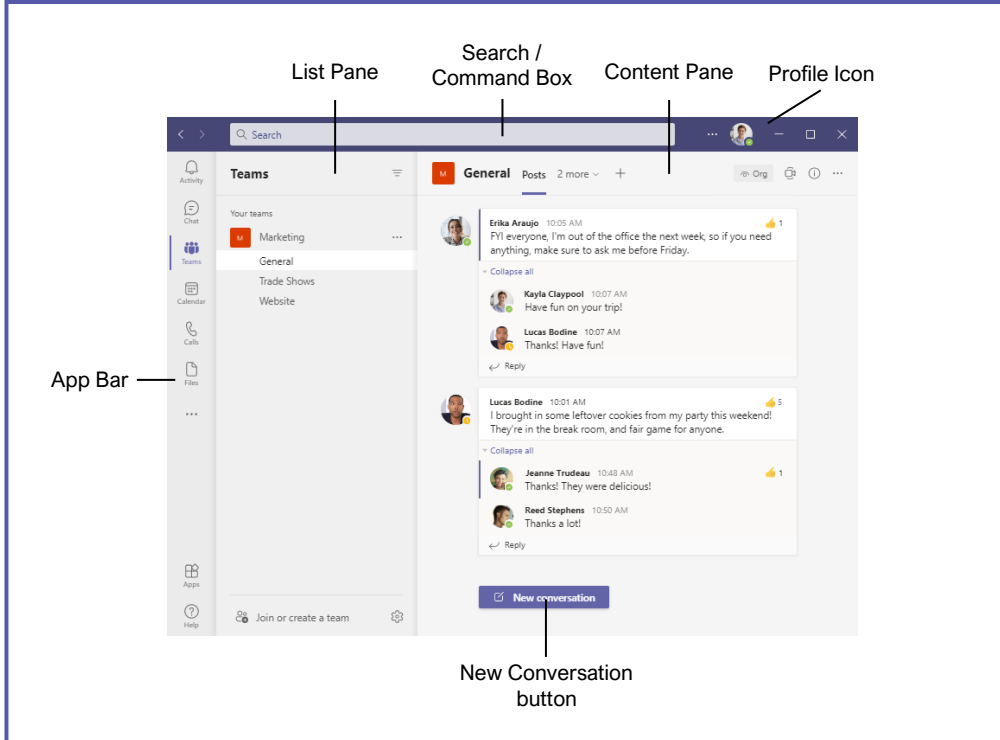 Search /
Command Box
List Pane
Content Pane
Profile Icon
Search
Activity
Chat
Teams
Calendar
Calls
App Bar
Files
Apps
Help
Teams
Your teams
M Marketing
General
Trade Shows
Website
Join or create a team
M General Posts 2 more +
Org
Erika Araujo 10:05 AM 1
FYI everyone, I'm out of the office the next week, so if you need
anything, make sure to ask me before Friday.
Collapse all
Kayla Claypool 10:07 AM
Have fun on your trip!
Lucas Bodine 10:07 AM
Thanks! Have fun!
Reply
Lucas Bodine 10:01 AM 5
I brought in some leftover cookies from my party this weekend!
They're in the break room, and fair game for anyone.
Collapse all
Jeanne Trudeau 10:48 AM 1
Thanks! They were delicious!
Reed Stephens 10:50 AM
Thanks a lot!
Reply
New conversation
New Conversation
button